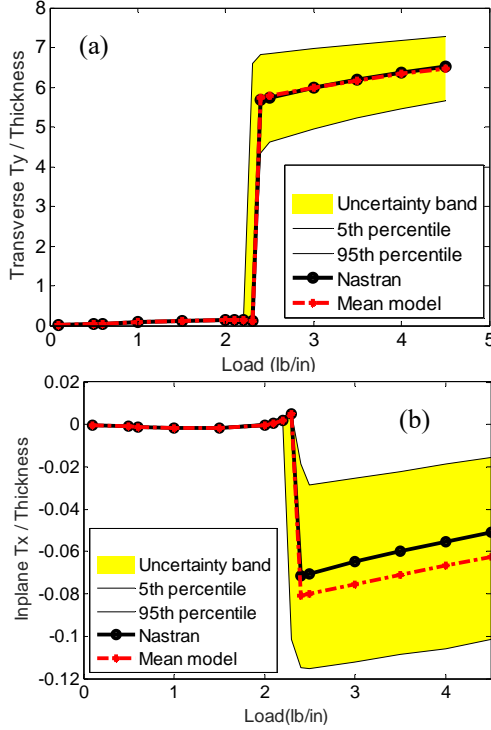 (a)
Transverse Ty / Thickness
8
7
6
5
4
3
2
1
0
Uncertainty band
5th percentile
95th percentile
Nastran
Mean model
0 1 2 3 4 5
Load (lb/in)
(b)
Inplane Tx / Thickness
0.02
0
-0.02
-0.04
-0.06
-0.08
-0.1
-0.12
Uncertainty band
5th percentile
95th percentile
Nastran
Mean model
0 1 2 3 4
Load(lb/in)